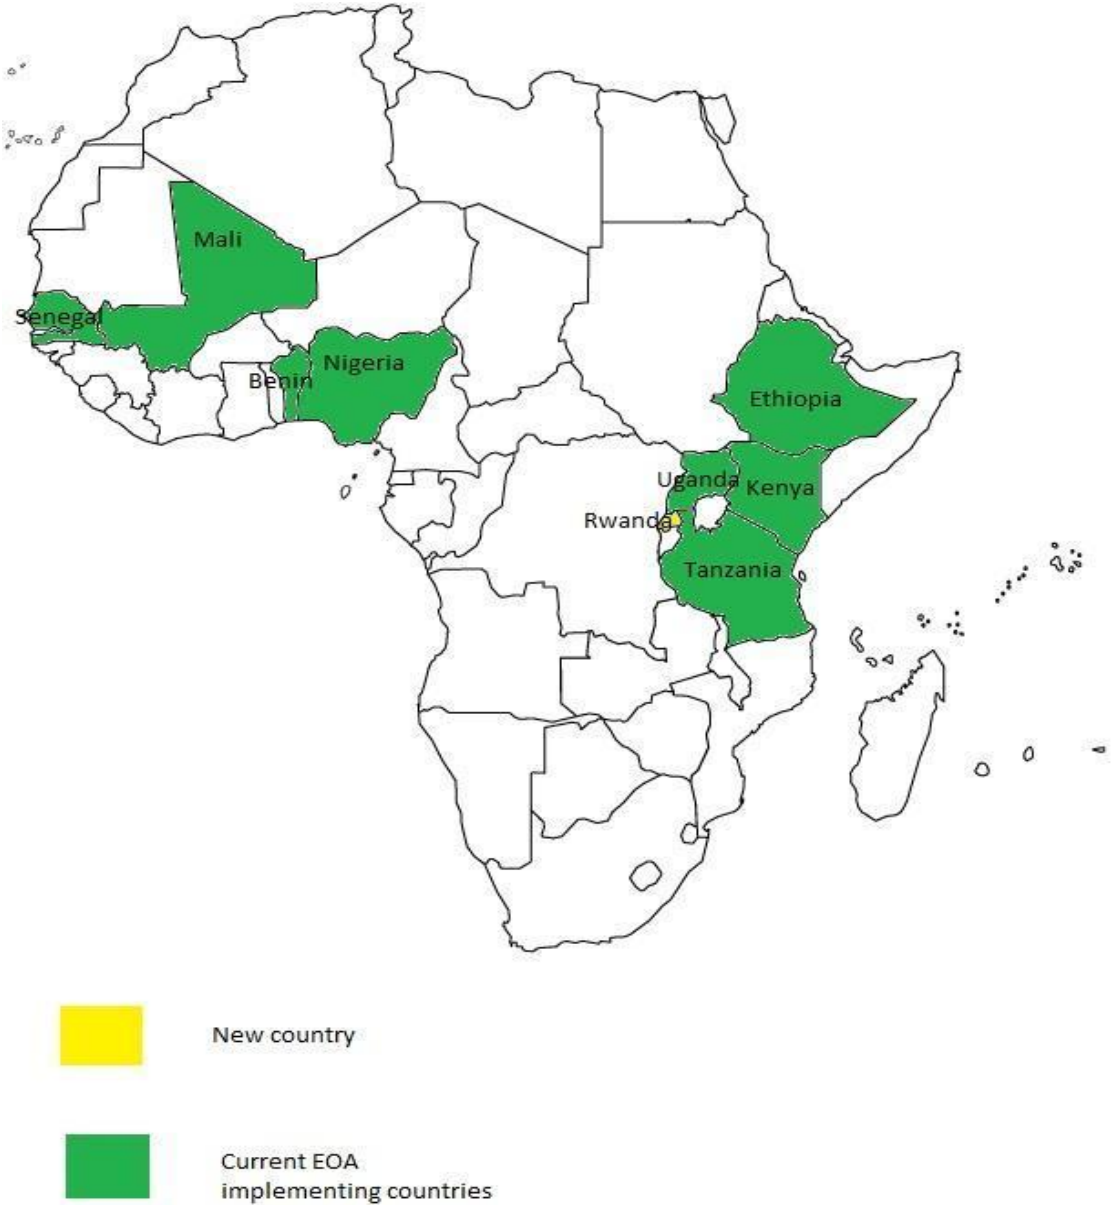 Mali
Senegal
Nigeria
Benin
Ethiopia
Uganda
Kenya
Rwanda
Tanzania
New country
Current EOA
implementing countries